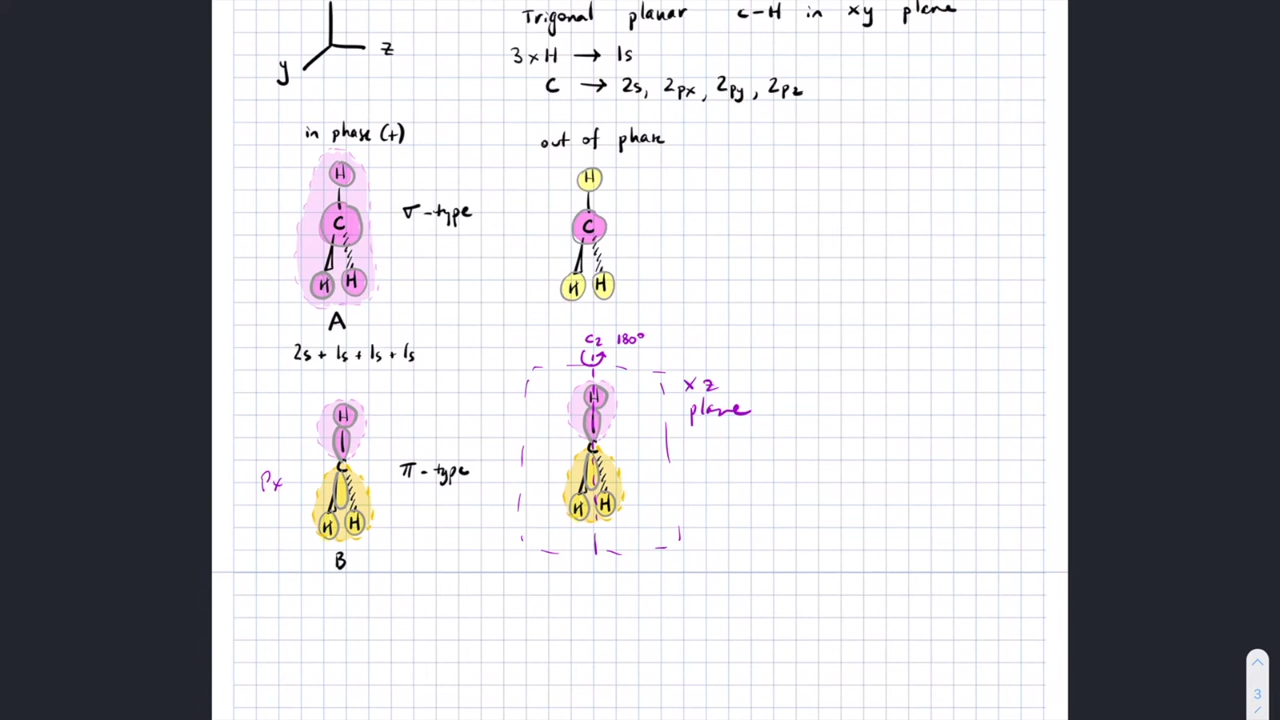 Trigonal planar C-H in xy plane
z
3 x H → 1s
y
C → 2s, 2px, 2py, 2pz
in phase (+)
out of phase
H
H
C
σ-type
C
H H
H H
A
C2 180°
2s + 1s + 1s + 1s
xz
plane
H
H
C
C
Px
π-type
H H
H H
B
3